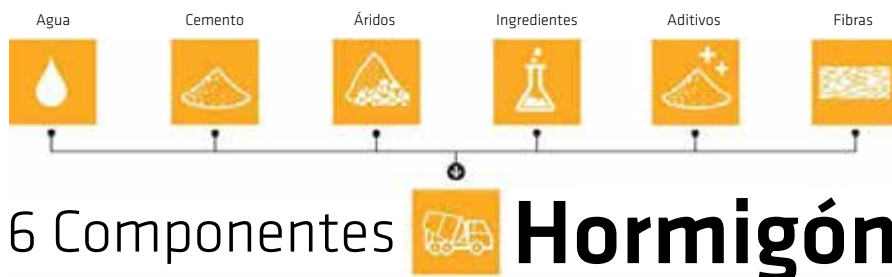 Agua Cemento Áridos Ingredientes Aditivos Fibras
6 Componentes Hormigón